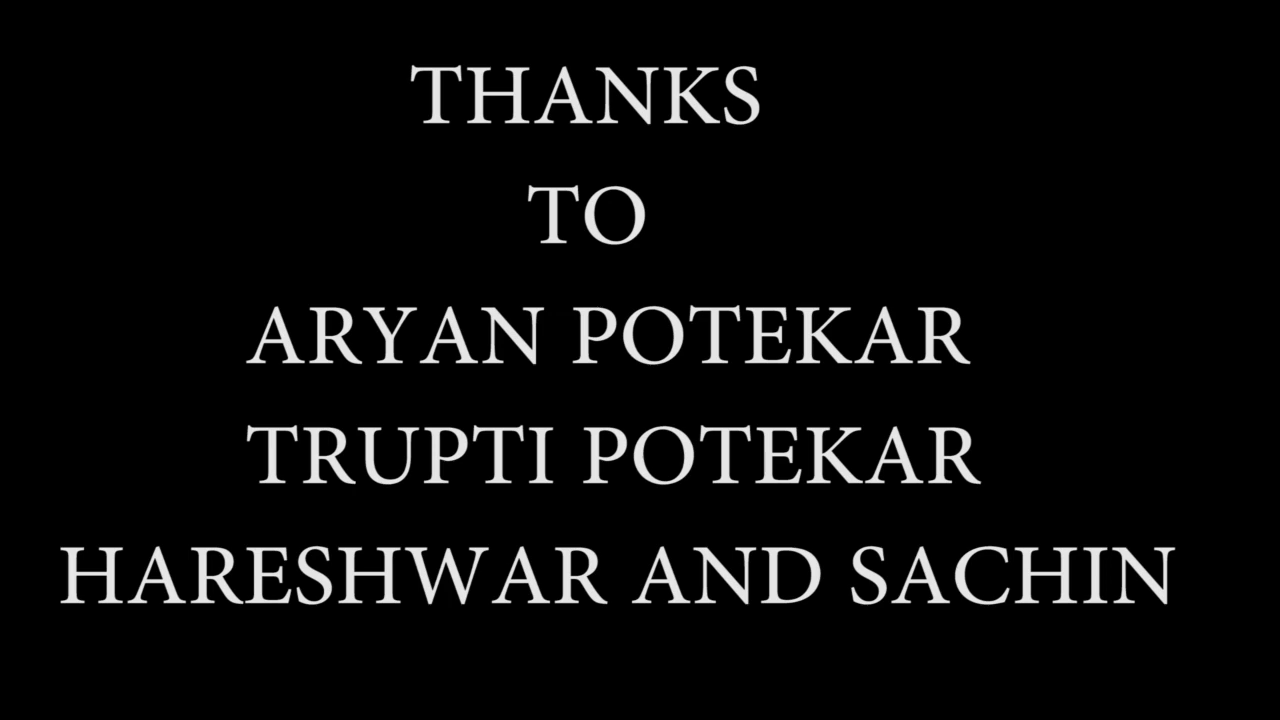 THANKS
TO
ARYAN POTEKAR
TRUPTI POTEKAR
HARESHWAR AND SACHIN